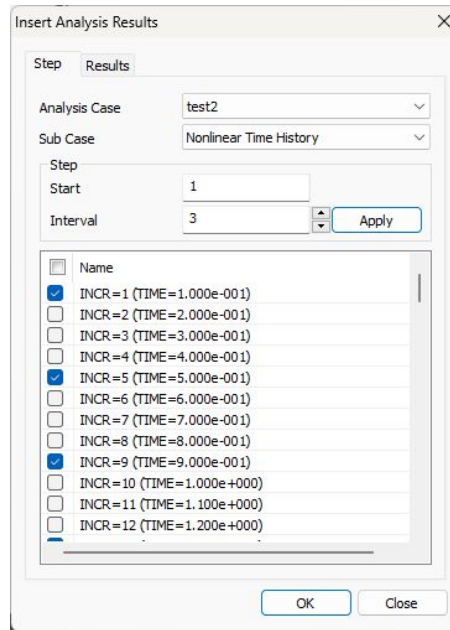 Insert Analysis Results
Step Results
Analysis Case test2
Sub Case Nonlinear Time History
Step
Start 1
Interval 3 Apply
Name
INCR=1 (TIME=1.000e-001)
INCR=2 (TIME=2.000e-001)
INCR=3 (TIME=3.000e-001)
INCR=4 (TIME=4.000e-001)
INCR=5 (TIME=5.000e-001)
INCR=6 (TIME=6.000e-001)
INCR=7 (TIME=7.000e-001)
INCR=8 (TIME=8.000e-001)
INCR=9 (TIME=9.000e-001)
INCR=10 (TIME=1.000e+000)
INCR=11 (TIME=1.100e+000)
INCR=12 (TIME=1.200e+000)
OK Close